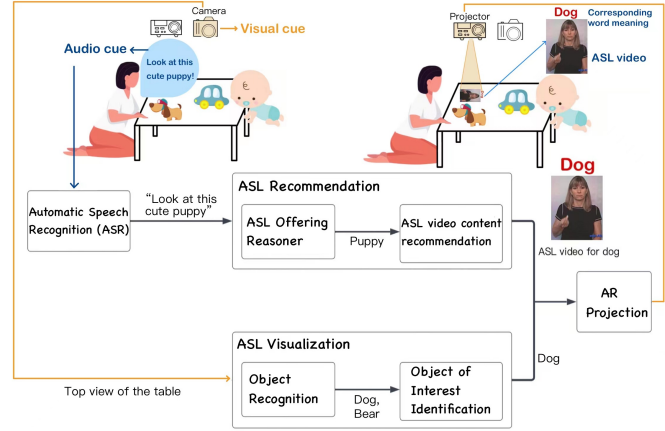 Camera
Visual cue
Audio cue
Look at this
cute puppy!
Projector
Dog
Corresponding
word meaning
ASL video
Dog
ASL video for dog
Automatic Speech
Recognition (ASR)
“Look at this
cute puppy”
ASL Recommendation
ASL Offering
Reasoner
Puppy
ASL video content
recommendation
AR
Projection
ASL Visualization
Object
Recognition
Dog,
Bear
Object of
Interest
Identification
Dog
Top view of the table